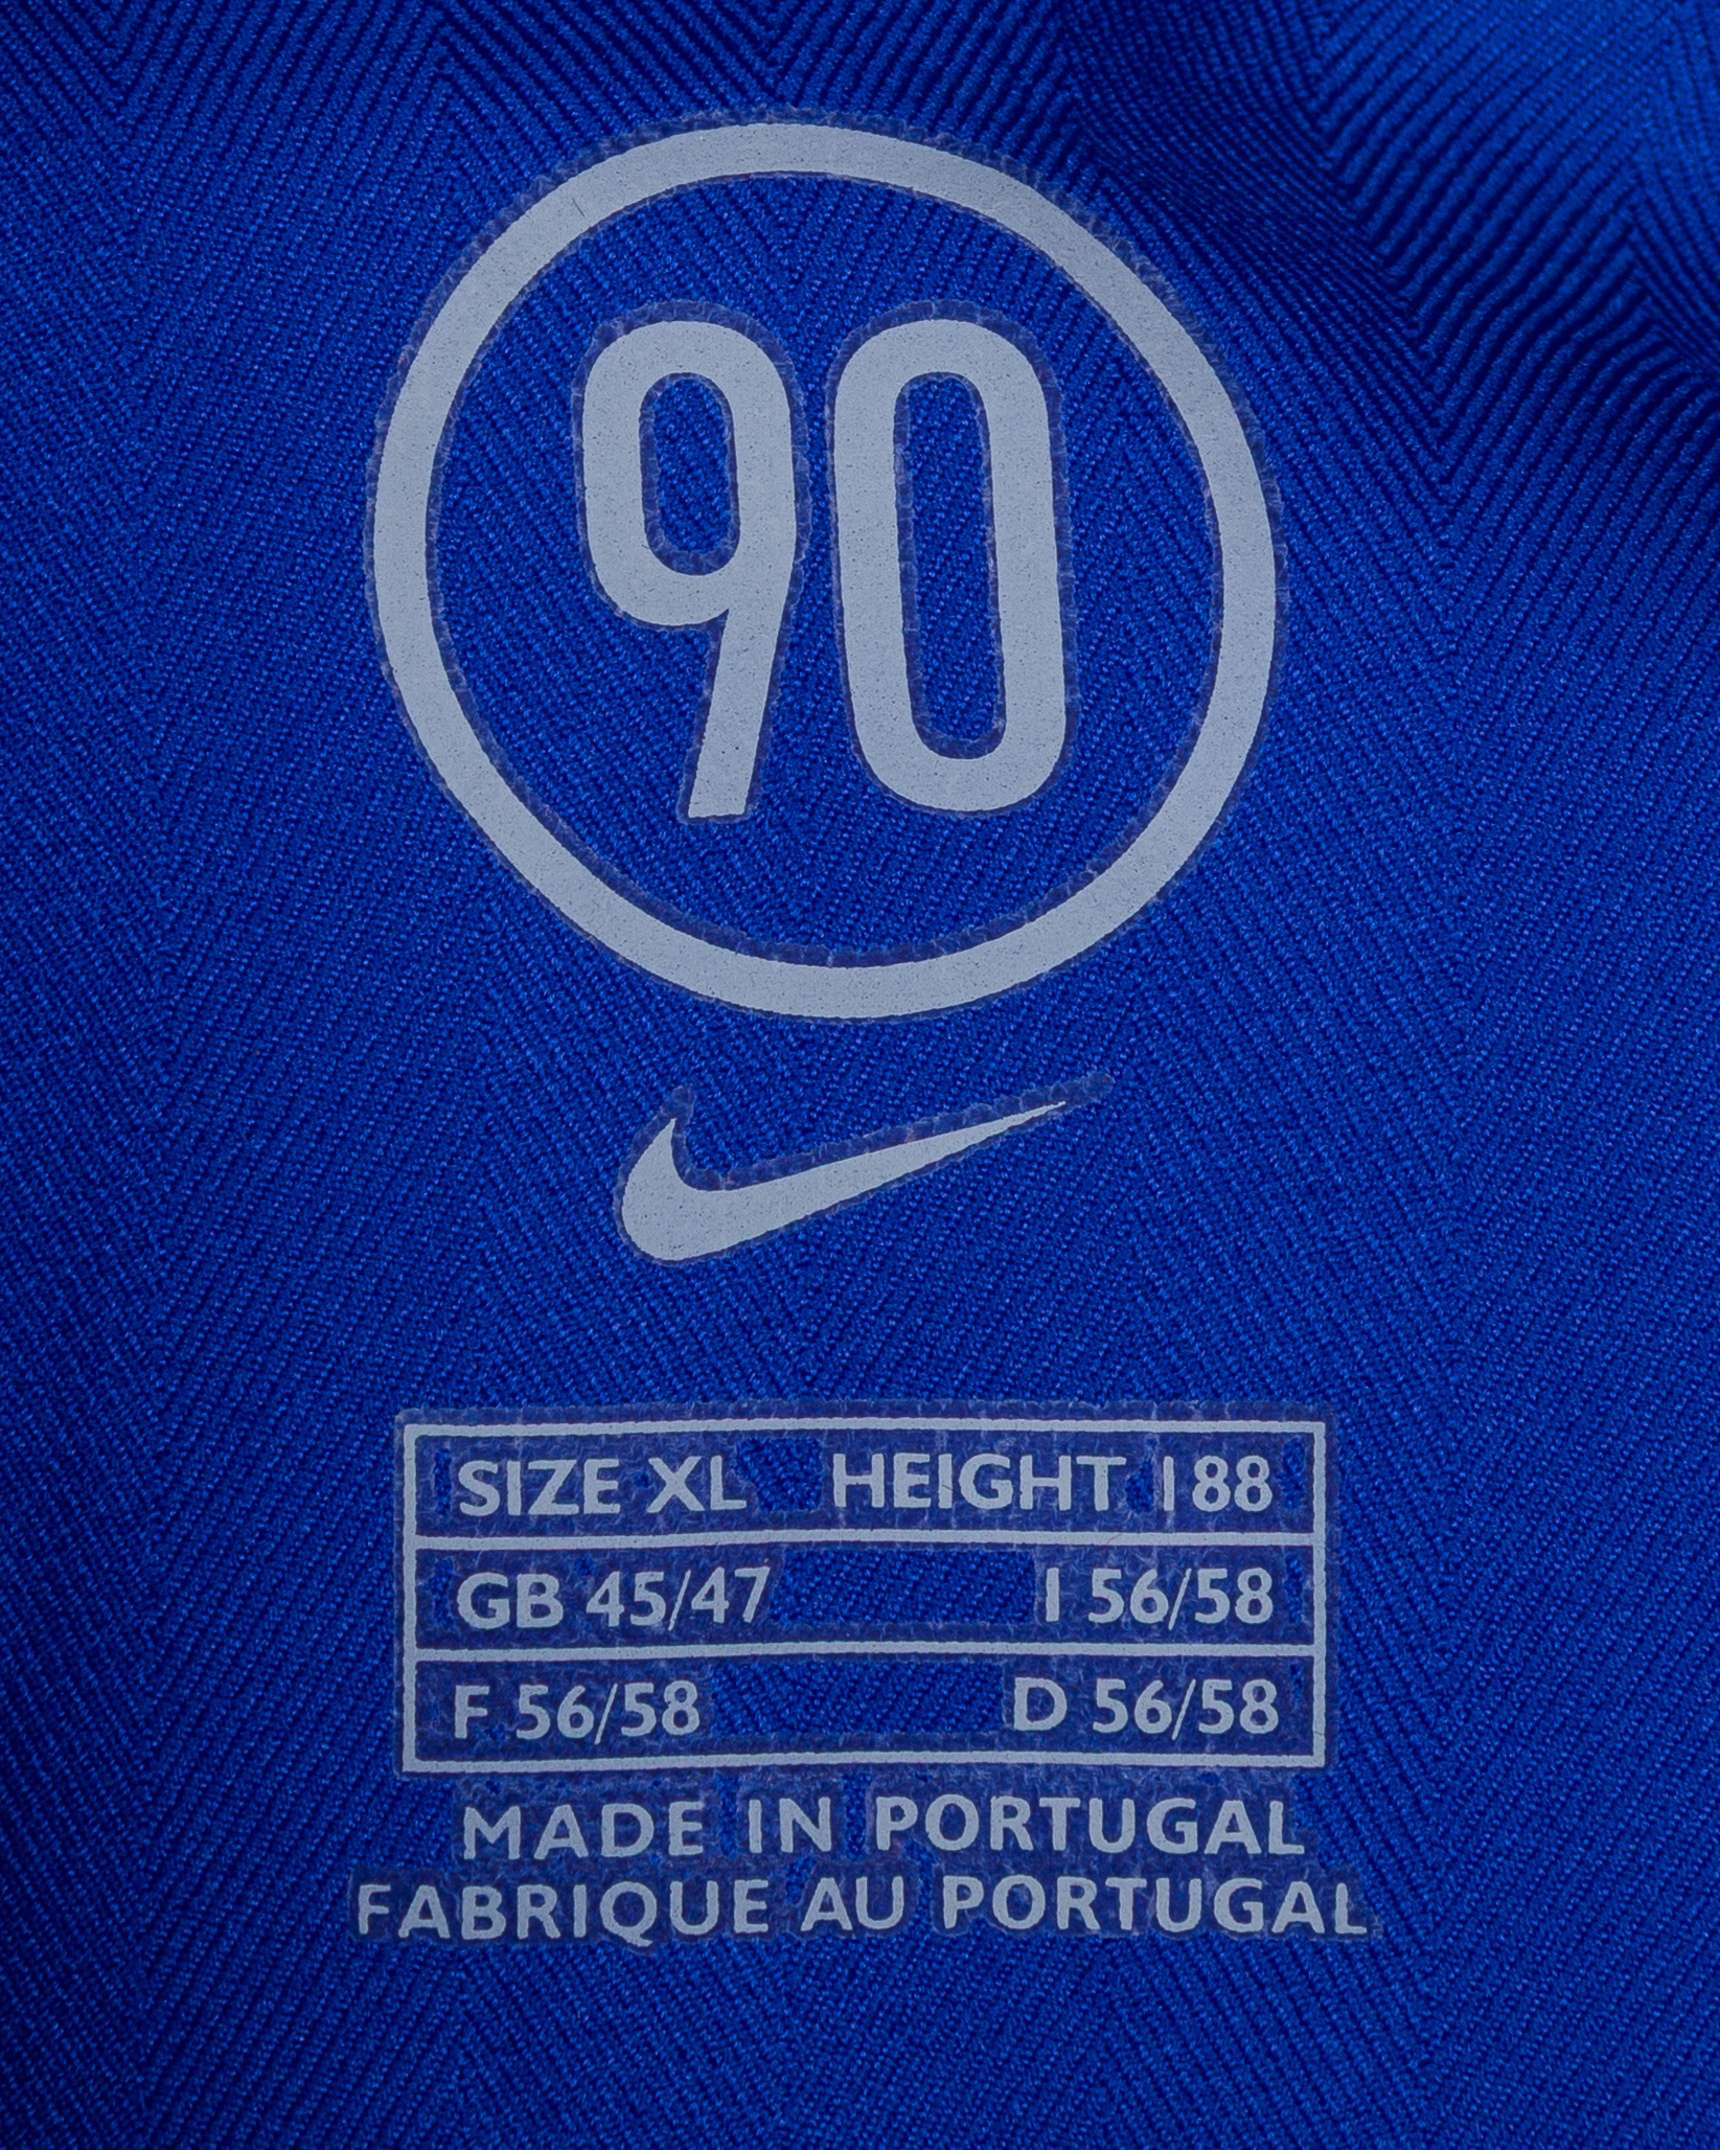 90
SIZE XL HEIGHT 188
GB 45/47 I 56/58
F 56/58 D 56/58
MADE IN PORTUGAL
FABRIQUE AU PORTUGAL